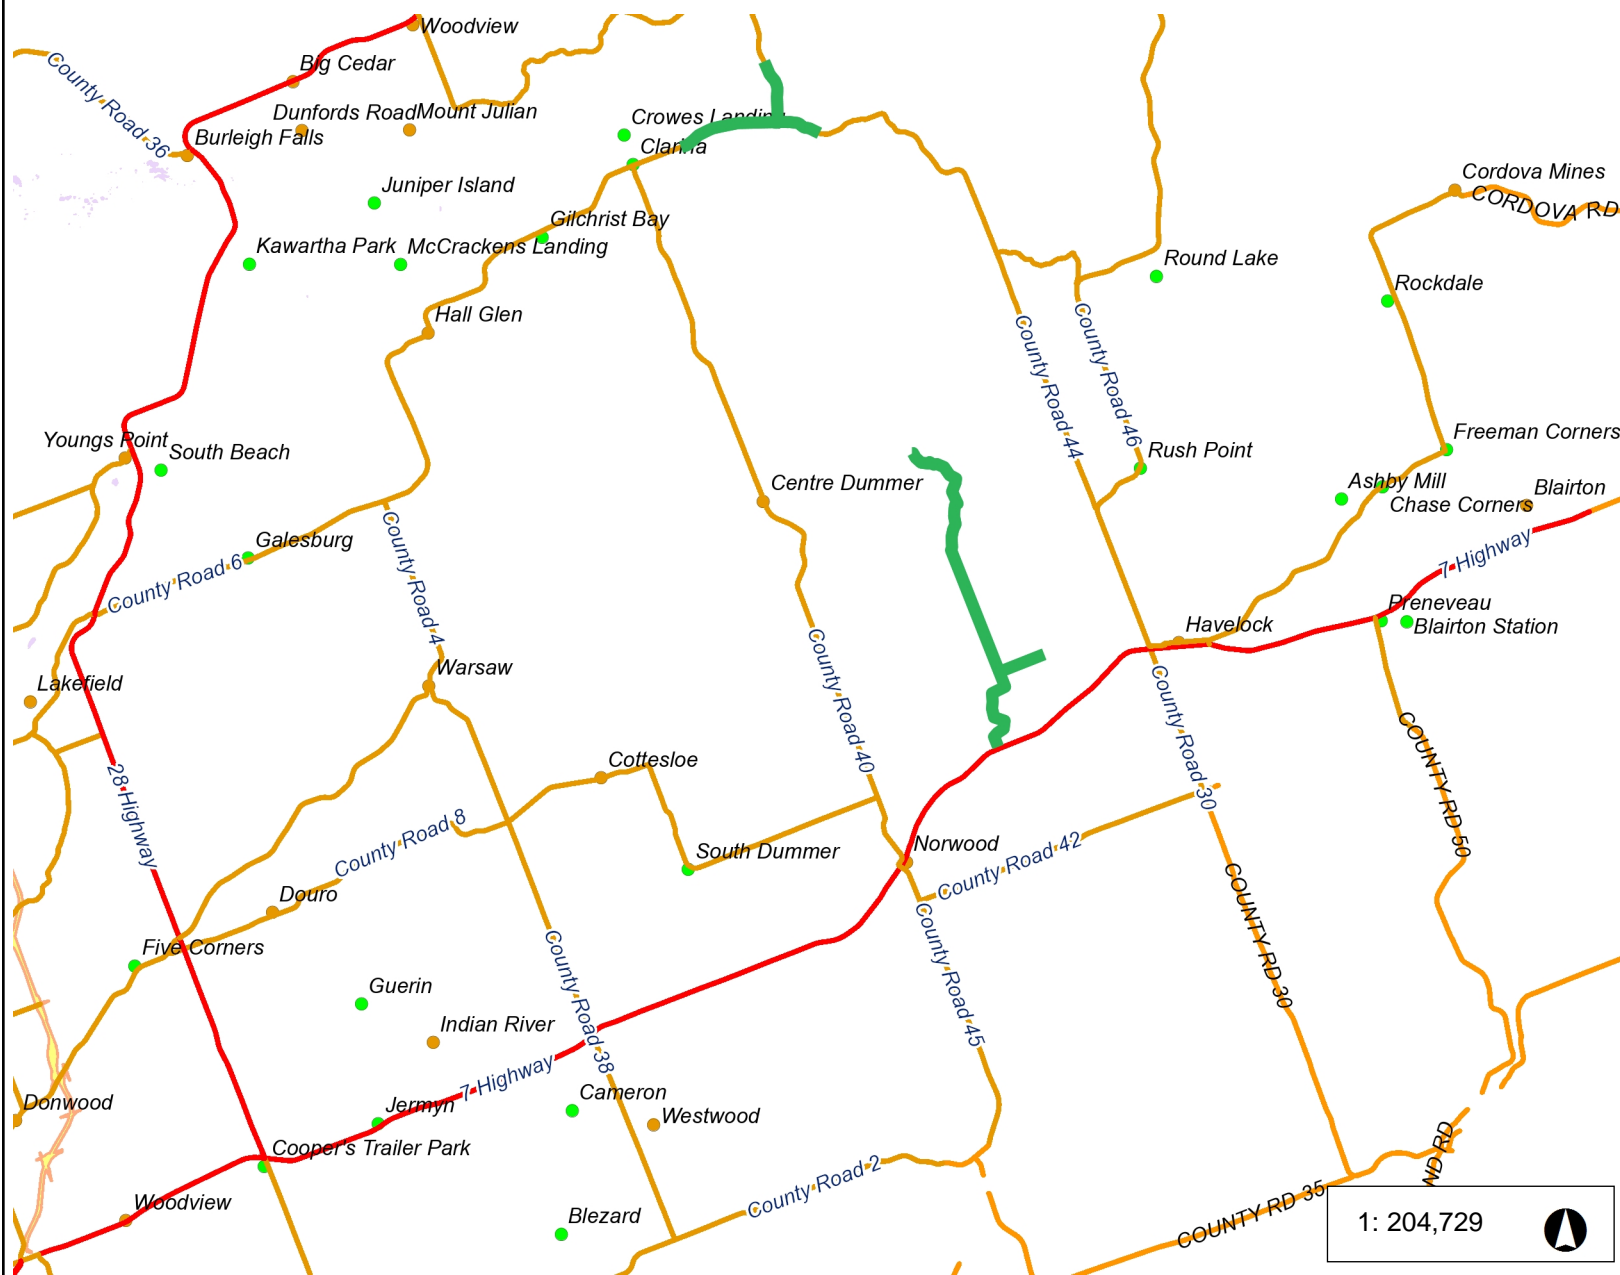 Woodview
Big Cedar
County Road 36
Dunfords Road
Mount Julian
Crowes Landing
Burleigh Falls
Clarina
Cordova Mines
CORDOVA RD
Juniper Island
Gilchrist Bay
Kawartha Park
McCrackens Landing
Round Lake
Rockdale
Hall Glen
County Road 44
County Road 46
Youngs Point
South Beach
Rush Point
Freeman Corners
Centre Dummer
Ashby Mill
Blairton
Chase Corners
Galesburg
County Road 6
County Road 4
7 Highway
Preneveau
Havelock
Blairton Station
Warsaw
County Road 40
Lakefield
County Road 30
COUNTY RD 50
28 Highway
Cottesloe
County Road 8
South Dummer
Norwood
County Road 42
Douro
COUNTY RD 30
County Road 45
Five Corners
County Road 38
Guerin
Indian River
7 Highway
Donwood
Jermyn
Cameron
Westwood
Cooper's Trailer Park
County Road 2
ND RD
Woodview
Blezard
COUNTY RD 35
1: 204,729